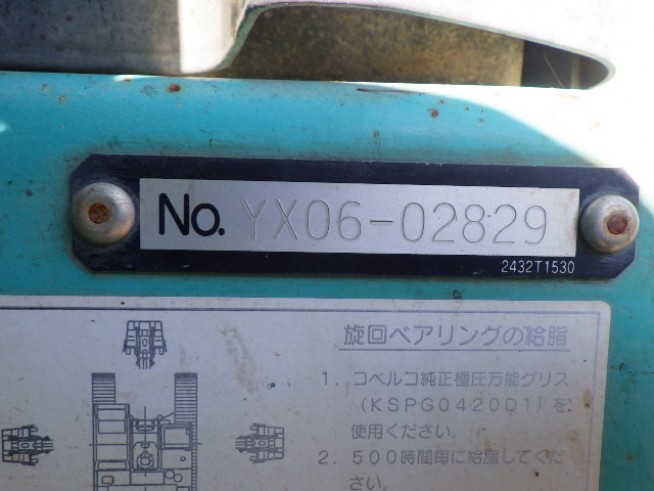 No. YX06-02829
2432T1530
旋回ベアリングの給脂
1. コベルコ純正極圧万能グリス
(KSPG0420D1)を
使用ください。
2. 500時間毎に給脂してくだ
さい。